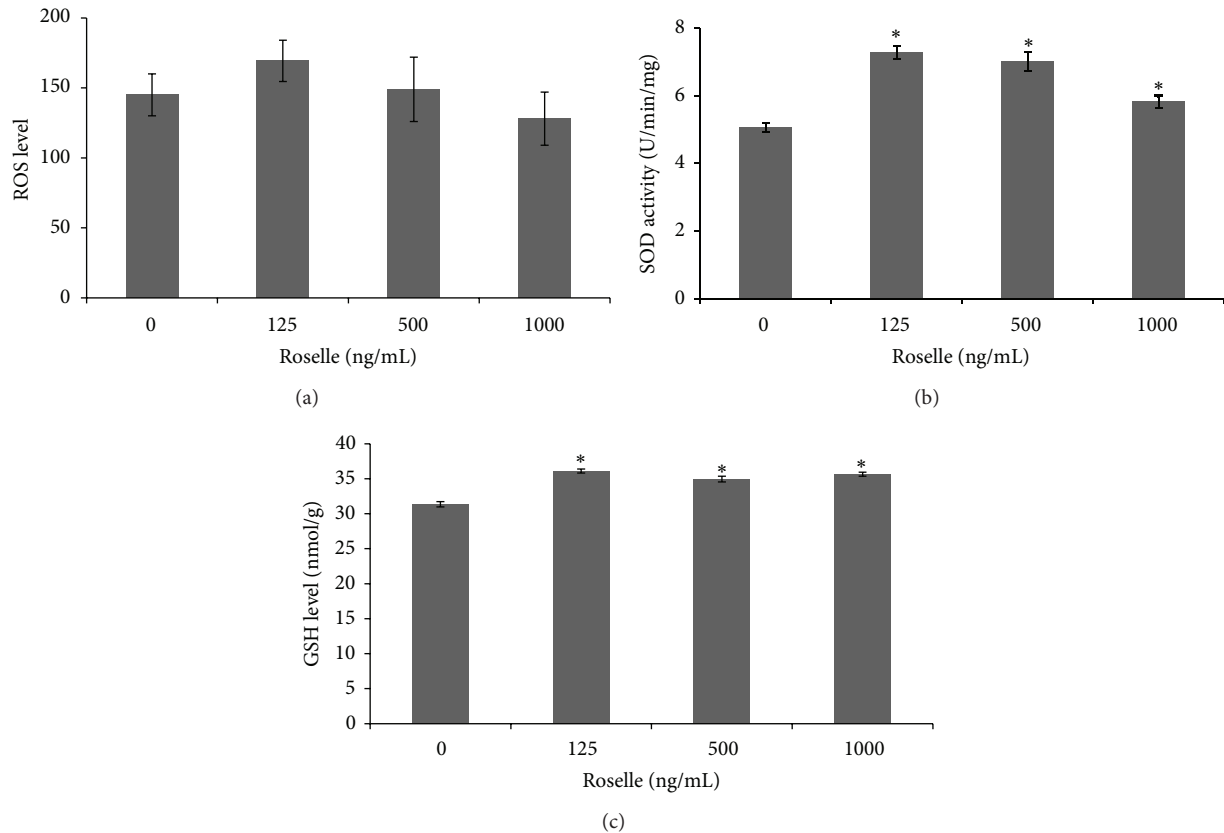 200
150
100
50
0
ROS level
0 125 500 1000
Roselle (ng/mL)
(a)
8
6
4
2
0
SOD activity (U/min/mg)
* * *
0 125 500 1000
Roselle (ng/mL)
(b)
40
35
30
25
20
15
10
5
0
GSH level (nmol/g)
* * *
0 125 500 1000
Roselle (ng/mL)
(c)